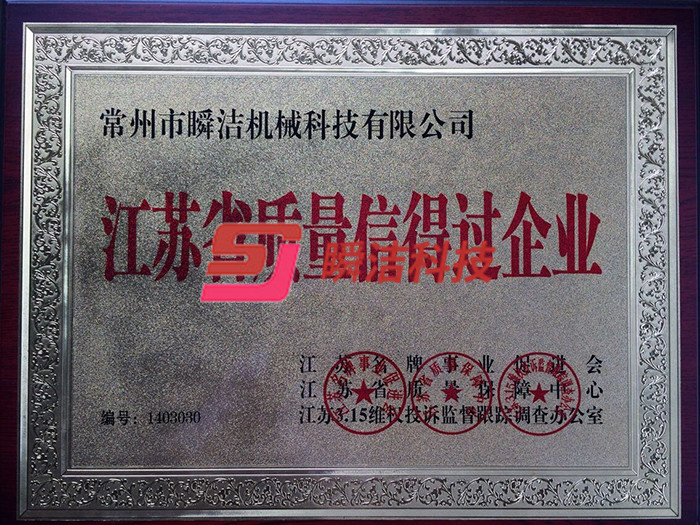 常州市瞬洁机械科技有限公司
江苏省质量信得过企业
SJ 瞬洁科技
江苏名牌事业促进会
江苏省质量保障中心
编号：1403080 江苏3.15维权投诉监督跟踪调查办公室